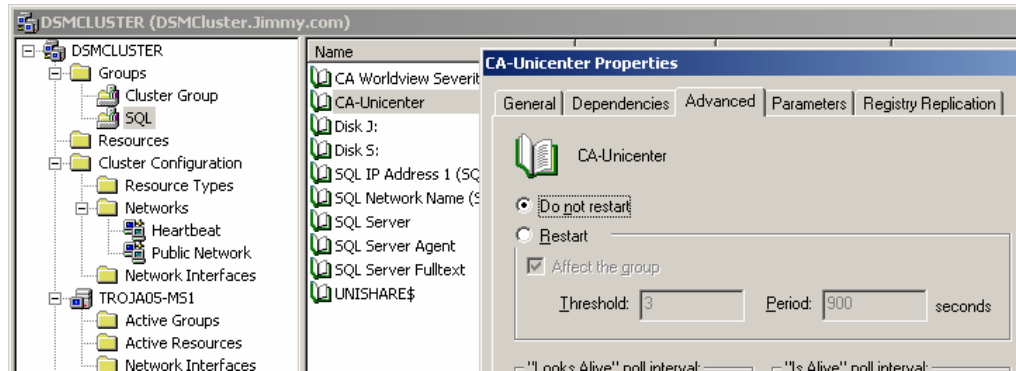 DSMCLUSTER (DSMCluster.Jimmy.com)
DSMCLUSTER
Groups
Cluster Group
SQL
Resources
Cluster Configuration
Resource Types
Networks
Heartbeat
Public Network
Network Interfaces
TROJA05-MS1
Active Groups
Active Resources
Network Interfaces
Name
CA Worldview Severit
CA-Unicenter
Disk J:
Disk S:
SQL IP Address 1 (SQ
SQL Network Name (S
SQL Server
SQL Server Agent
SQL Server Fulltext
UNISHARE$
CA-Unicenter Properties
General Dependencies Advanced Parameters Registry Replication
CA-Unicenter
Do not restart
Restart
Affect the group
Threshold: 3 Period: 900 seconds
"Looks Alive" poll interval: "Is Alive" poll interval: